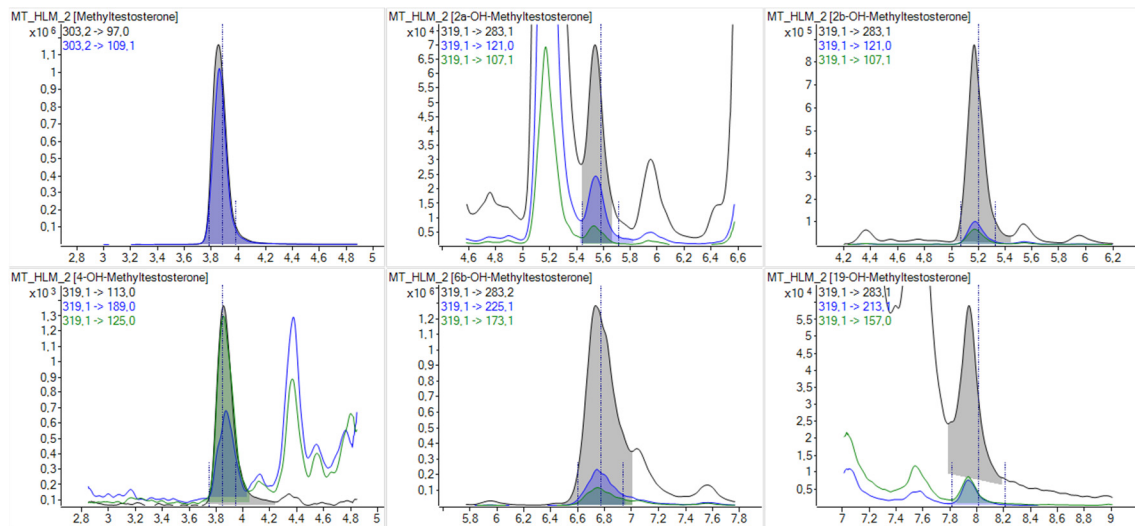 MT_HLM_2 [Methyltestosterone]
x10 6
303,2 -> 97,0
303,2 -> 109,1
1,1
1
0,9
0,8
0,7
0,6
0,5
0,4
0,3
0,2
0,1
2,8 3 3,2 3,4 3,6 3,8 4 4,2 4,4 4,6 4,8 5
MT_HLM_2 [2a-OH-Methyltestosterone]
x10 4
319,1 -> 283,1
319,1 -> 121,0
319,1 -> 107,1
7,5
7
6,5
6
5,5
5
4,5
4
3,5
3
2,5
2
1,5
1
0,5
4,6 4,8 5 5,2 5,4 5,6 5,8 6 6,2 6,4 6,6
MT_HLM_2 [2b-OH-Methyltestosterone]
x10 5
319,1 -> 283,1
319,1 -> 121,0
319,1 -> 107,1
8
7
6
5
4
3
2
1
4,2 4,4 4,6 4,8 5 5,2 5,4 5,6 5,8 6 6,2
MT_HLM_2 [4-OH-Methyltestosterone]
x10 3
319,1 -> 113,0
319,1 -> 189,0
319,1 -> 125,0
1,3
1,2
1,1
1
0,9
0,8
0,7
0,6
0,5
0,4
0,3
0,2
0,1
2,8 3 3,2 3,4 3,6 3,8 4 4,2 4,4 4,6 4,8 5
MT_HLM_2 [6b-OH-Methyltestosterone]
x10 6
319,1 -> 283,2
319,1 -> 225,1
319,1 -> 173,1
1,2
1,1
1
0,9
0,8
0,7
0,6
0,5
0,4
0,3
0,2
0,1
5,8 6 6,2 6,4 6,6 6,8 7 7,2 7,4 7,6 7,8
MT_HLM_2 [19-OH-Methyltestosterone]
x10 4
319,1 -> 283,1
319,1 -> 213,1
319,1 -> 157,0
5,5
5
4,5
4
3,5
3
2,5
2
1,5
1
0,5
7 7,2 7,4 7,6 7,8 8 8,2 8,4 8,6 8,8 9